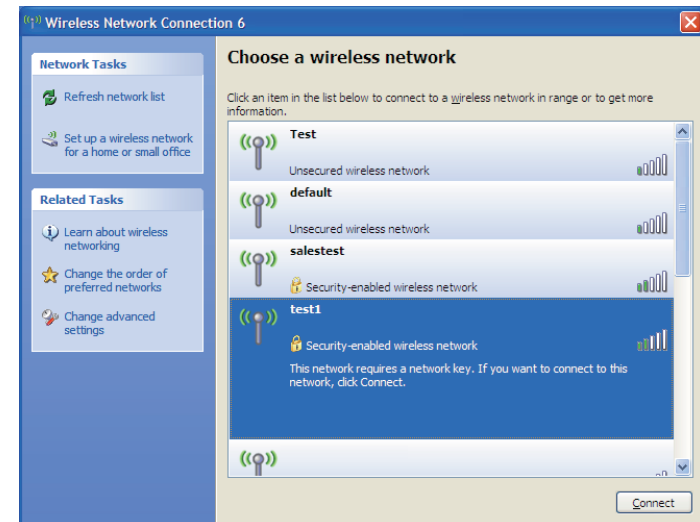 Wireless Network Connection 6
Network Tasks
Refresh network list
Set up a wireless network
for a home or small office
Related Tasks
Learn about wireless
networking
Change the order of
preferred networks
Change advanced
settings
Choose a wireless network
Click an item in the list below to connect to a wireless network in range or to get more
information.
Test
Unsecured wireless network
default
Unsecured wireless network
salestest
Security-enabled wireless network
test1
Security-enabled wireless network
This network requires a network key. If you want to connect to this
network, click Connect.
Connect